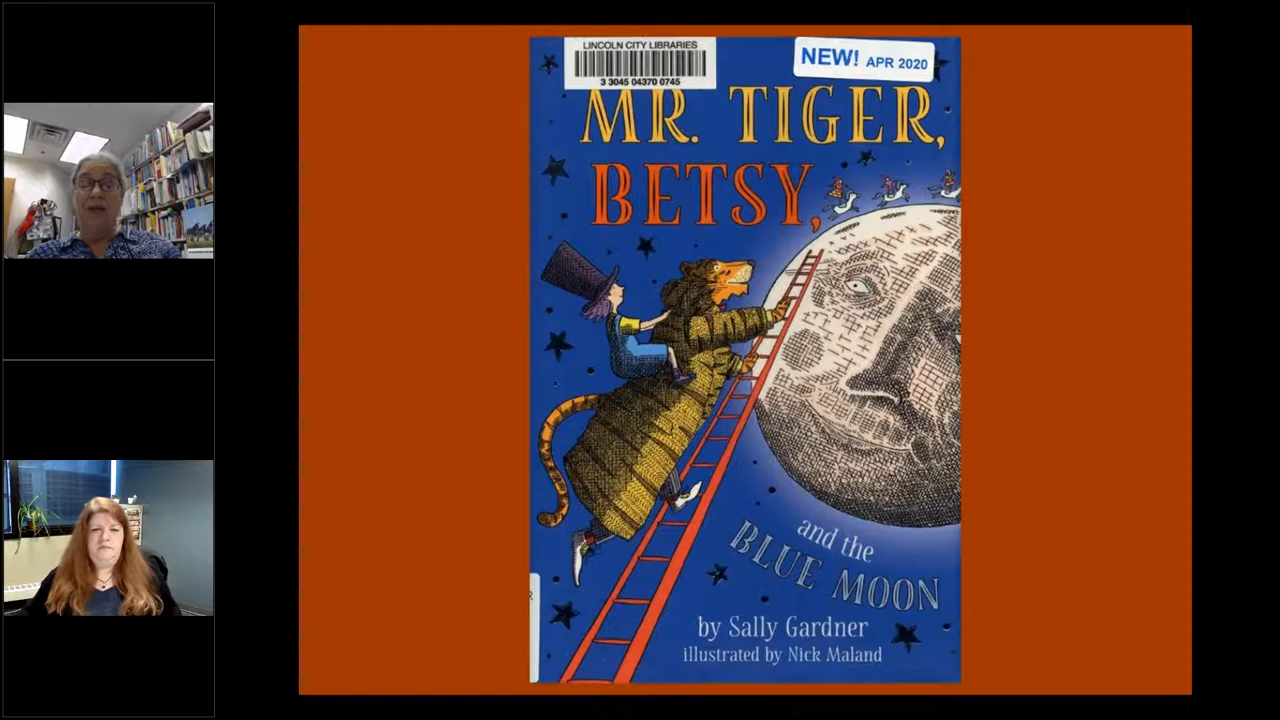 LINCOLN CITY LIBRARIES
3 3045 04370 0745
NEW! APR 2020
MR. TIGER,
BETSY,
and the
BLUE MOON
by Sally Gardner
illustrated by Nick Maland